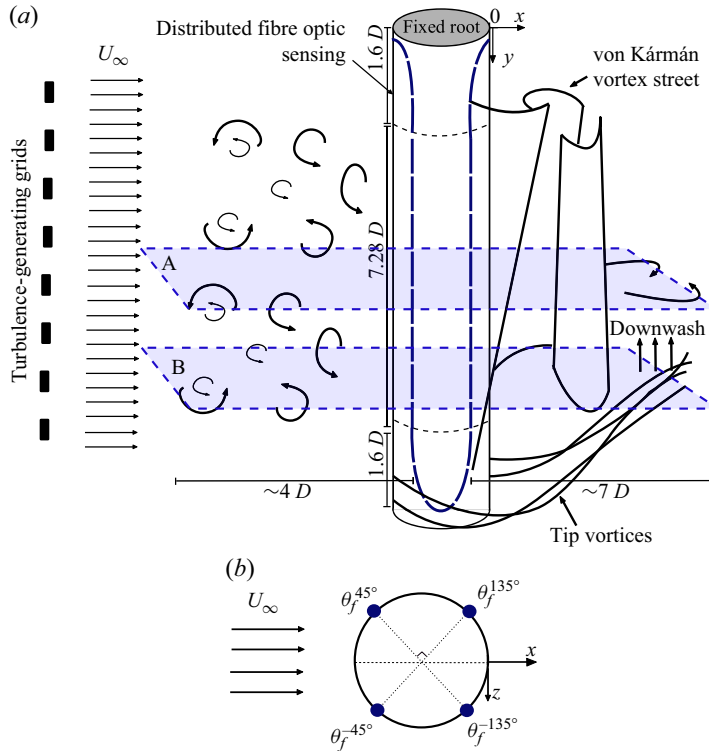 (a)
Distributed fibre optic
sensing
Fixed root
0
x
y
1.6 D
U∞
von Kármán
vortex street
Turbulence-generating grids
7.28 D
A
B
Downwash
1.6 D
~4 D
~7 D
Tip vortices
(b)
U∞
θf45°
θf135°
x
z
θf−45°
θf−135°